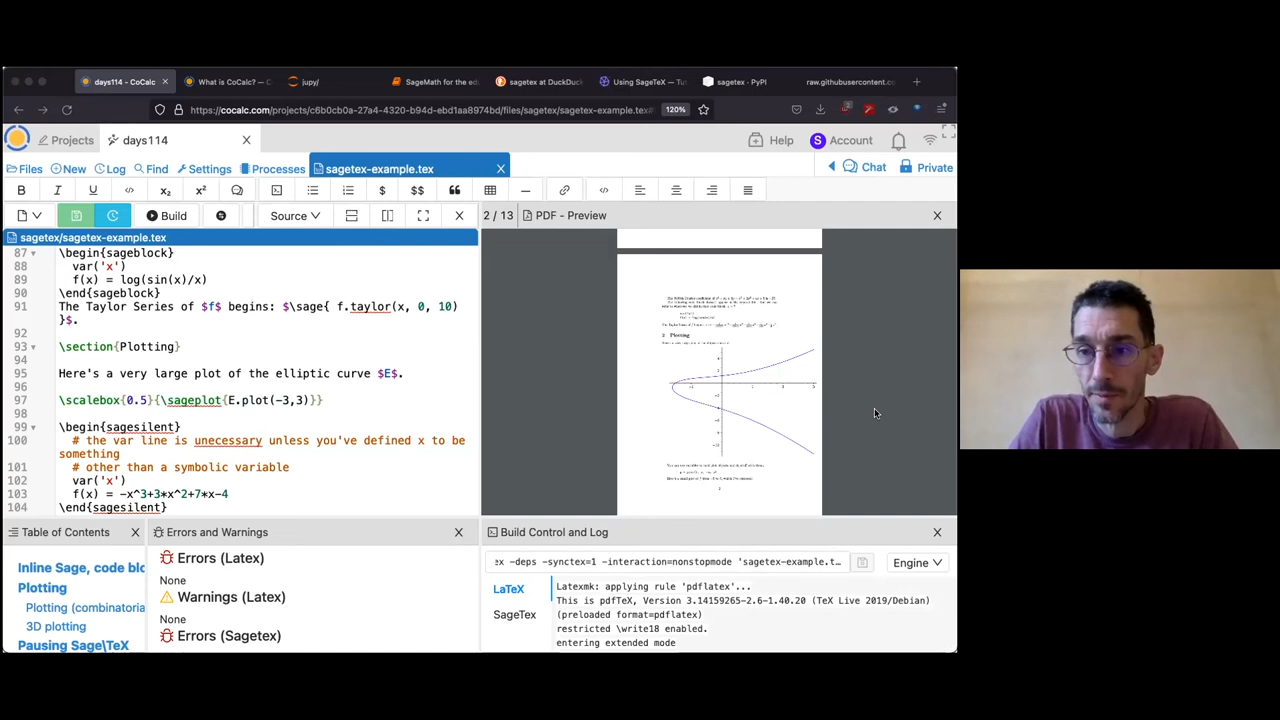 days114 - CoCalc
What is CoCalc? — C
jupy/
SageMath for the edu
sagetex at DuckDuck
Using SageTeX — Tut
sagetex · PyPI
raw.githubusercontent.co
https://cocalc.com/projects/c6b0cb0a-27a4-4320-b94d-ebd1aa8974bd/files/sagetex/sagetex-example.tex#
120%
Projects
days114
Help
S Account
Files
New
Log
Find
Settings
Processes
sagetex-example.tex
Chat
Private
B I U </> x₂ x² $ $$ </>
Build
Source
2 / 13
PDF - Preview
sagetex/sagetex-example.tex
87 \begin{sageblock}
88 var('x')
89 f(x) = log(sin(x)/x)
90 \end{sageblock}
91 The Taylor Series of $f$ begins: $\sage{ f.taylor(x, 0, 10)
}$.
92
93 \section{Plotting}
94
95 Here's a very large plot of the elliptic curve $E$.
96
97 \scalebox{0.5}{\sageplot{E.plot(-3,3)}}
98
99 \begin{sagesilent}
100 # the var line is unecessary unless you've defined x to be
something
101 # other than a symbolic variable
102 var('x')
103 f(x) = -x^3+3*x^2+7*x-4
104 \end{sagesilent}
2 Plotting
Table of Contents
Inline Sage, code blo
Plotting
Plotting (combinatoria
3D plotting
Pausing Sage\TeX
Errors and Warnings
Errors (Latex)
None
Warnings (Latex)
None
Errors (Sagetex)
Build Control and Log
ex -deps -synctex=1 -interaction=nonstopmode 'sagetex-example.t…
Engine
LaTeX
SageTex
Latexmk: applying rule 'pdflatex'...
This is pdfTeX, Version 3.14159265-2.6-1.40.20 (TeX Live 2019/Debian)
(preloaded format=pdflatex)
restricted \write18 enabled.
entering extended mode